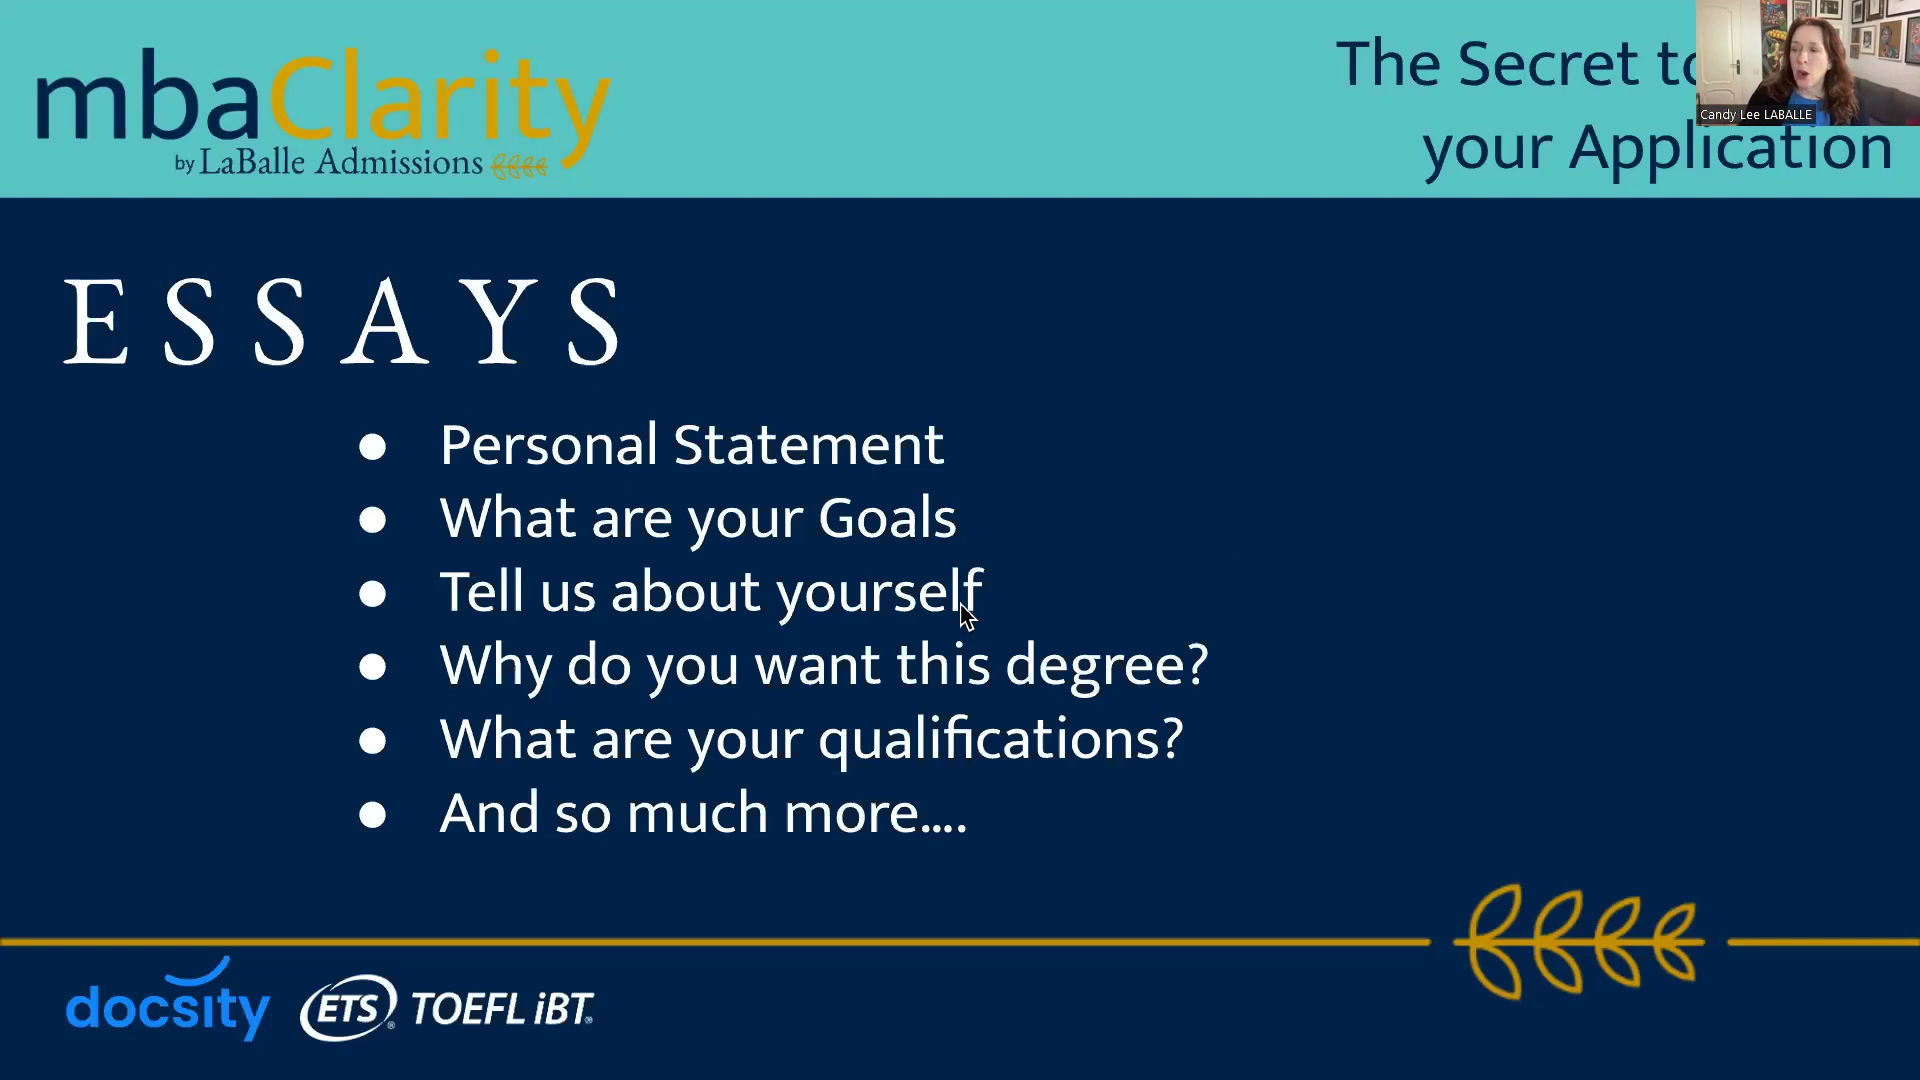 mbaClarity
by LaBalle Admissions
The Secret to
your Application
Candy Lee LABALLE
ESSAYS
● Personal Statement
● What are your Goals
● Tell us about yourself
● Why do you want this degree?
● What are your qualifications?
● And so much more....
docsity
ETS® TOEFL iBT®